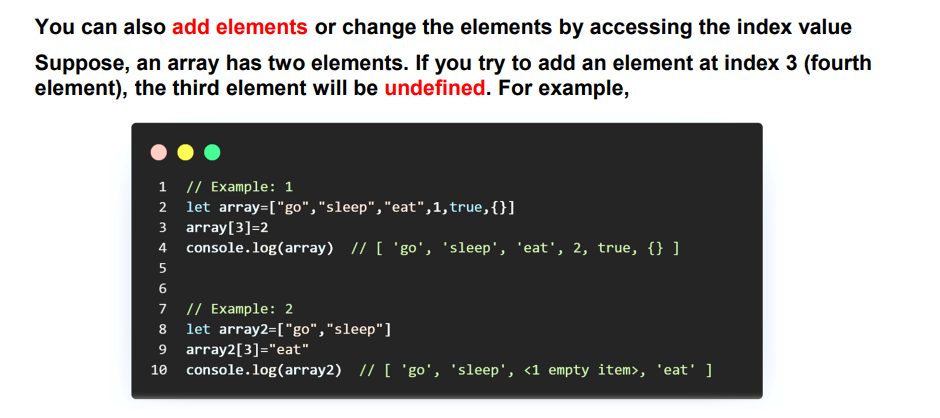 You can also add elements or change the elements by accessing the index value
Suppose, an array has two elements. If you try to add an element at index 3 (fourth
element), the third element will be undefined. For example,
1 // Example: 1
2 let array=["go","sleep","eat",1,true,{}]
3 array[3]=2
4 console.log(array) // [ 'go', 'sleep', 'eat', 2, true, {} ]
5
6
7 // Example: 2
8 let array2=["go","sleep"]
9 array2[3]="eat"
10 console.log(array2) // [ 'go', 'sleep', <1 empty item>, 'eat' ]